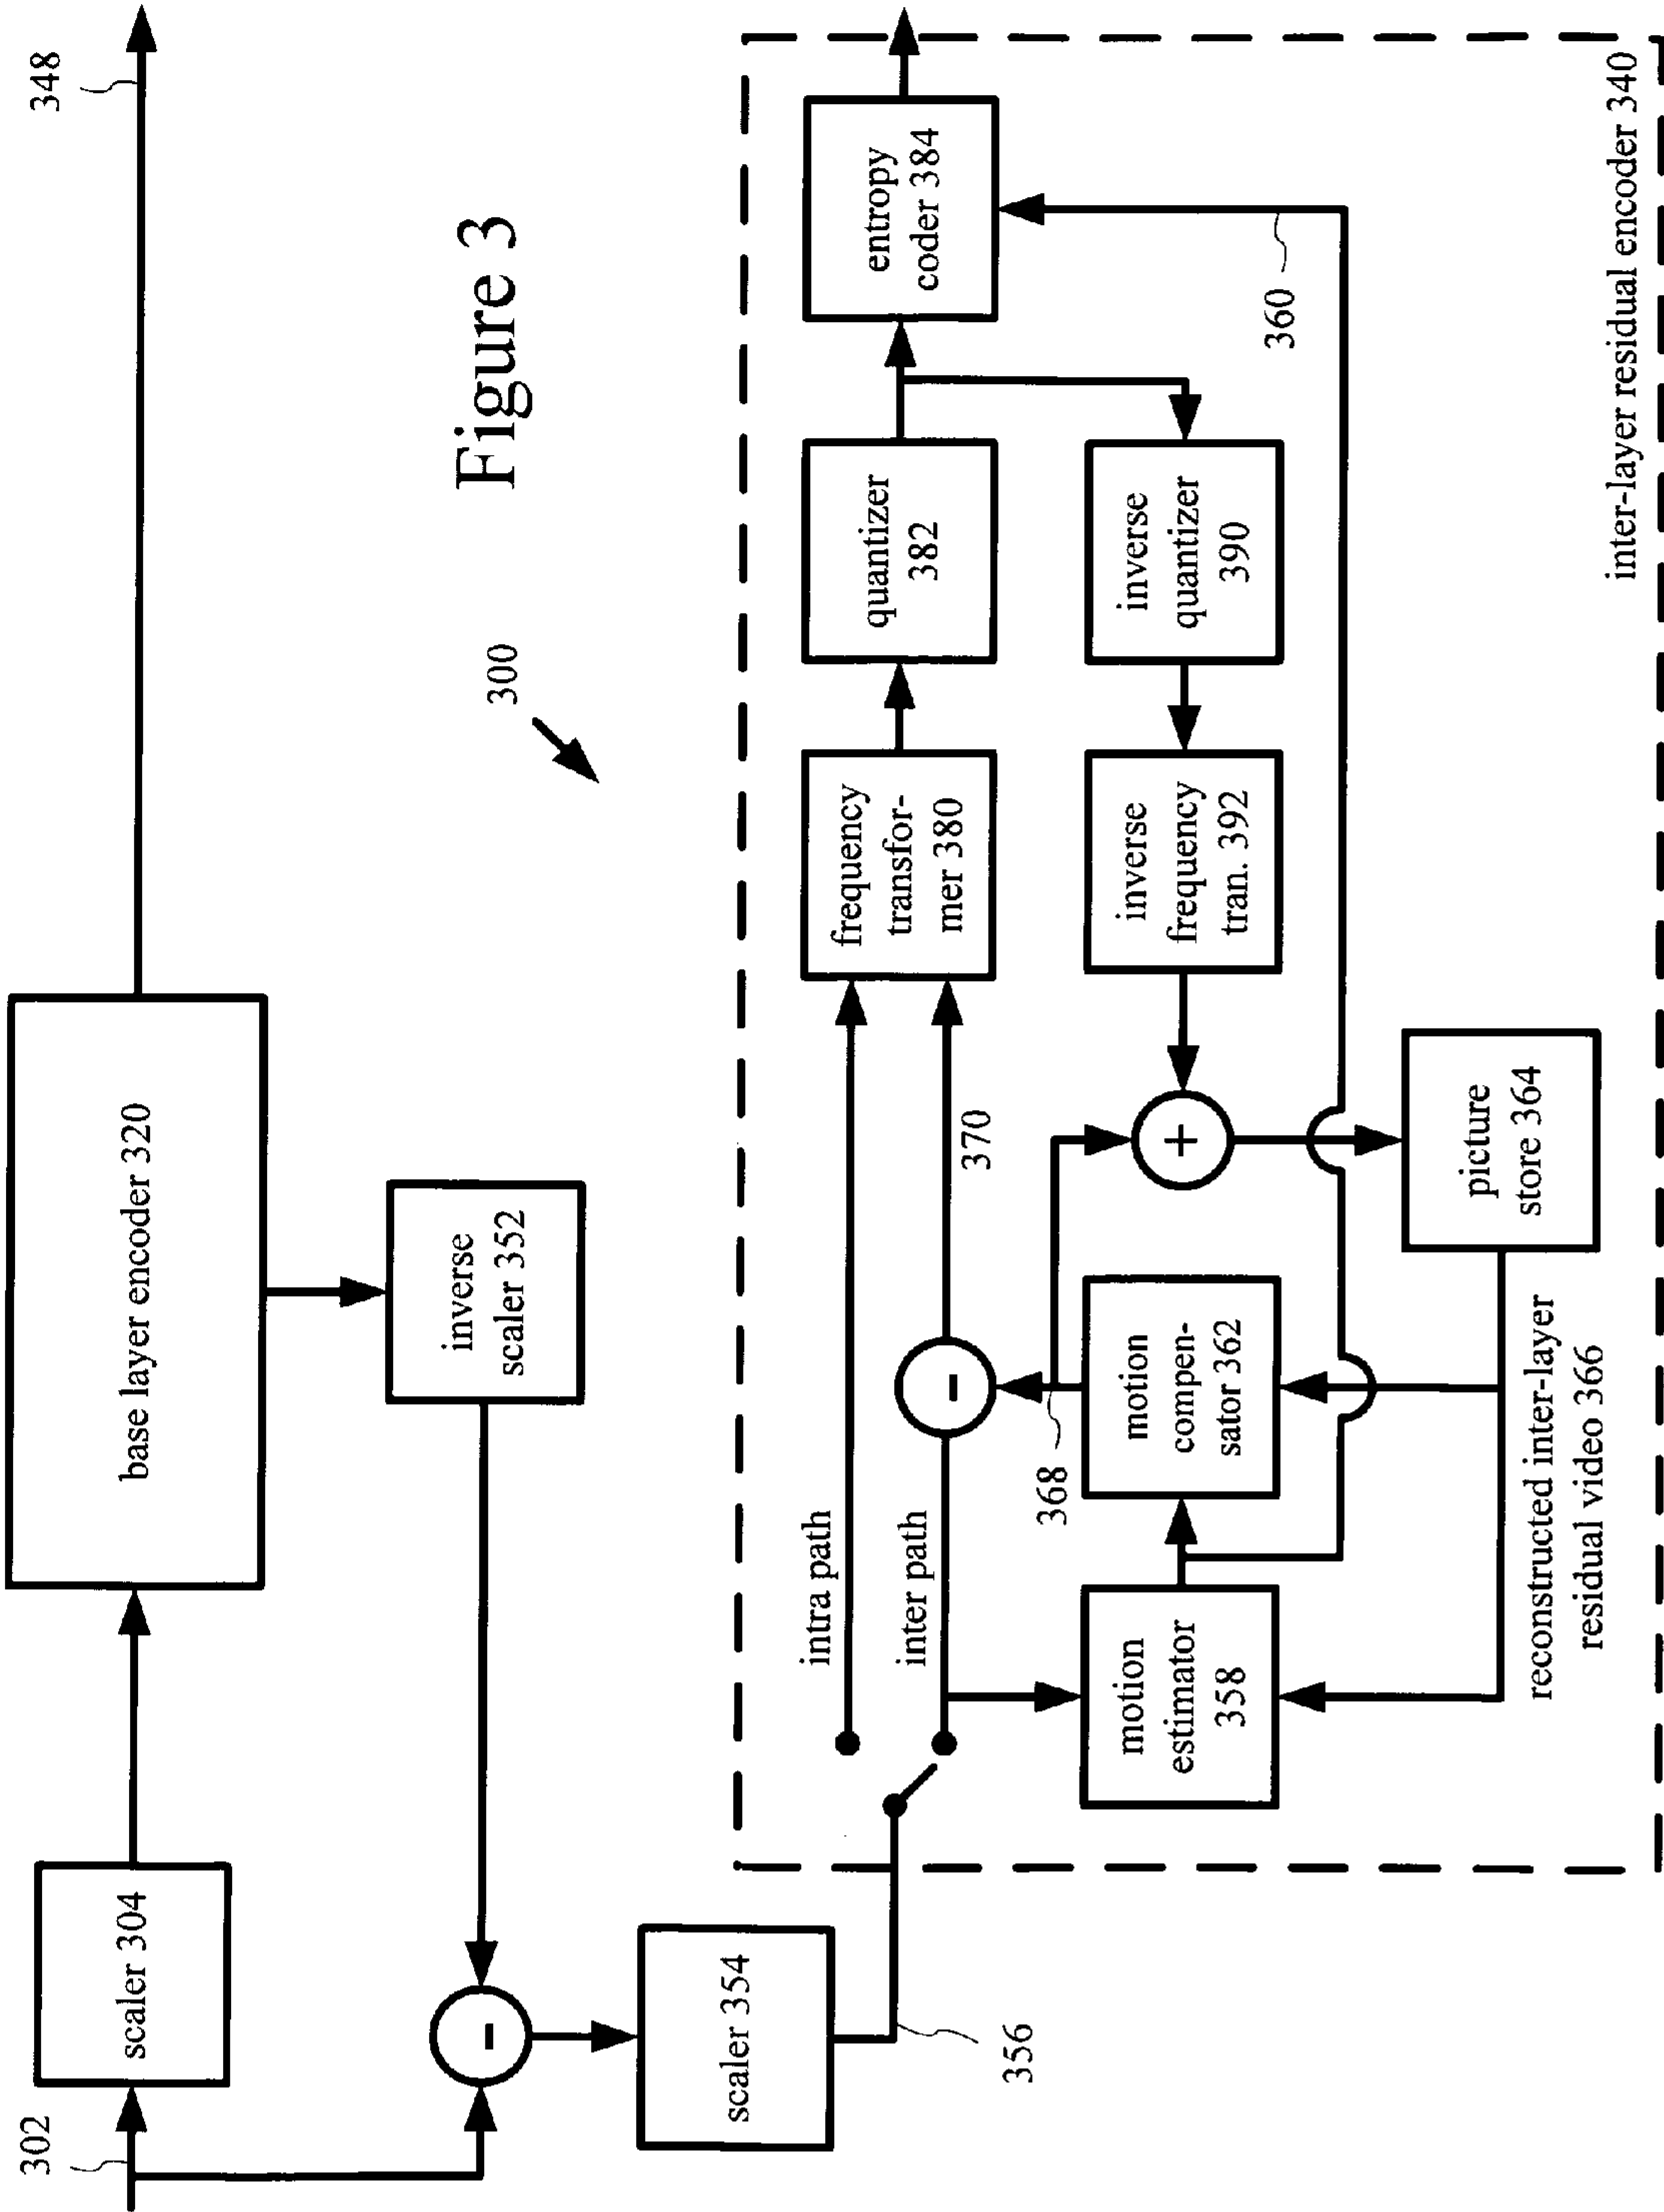 302
scaler 304
base layer encoder 320
348
inverse
scaler 352
Figure 3
300
scaler 354
356
intra path
inter path
370
368
frequency
transfor-
mer 380
quantizer
382
entropy
coder 384
motion
estimator
358
motion
compen-
sator 362
inverse
frequency
tran. 392
inverse
quantizer
390
360
picture
store 364
reconstructed inter-layer
residual video 366
inter-layer residual encoder 340
-
-
+